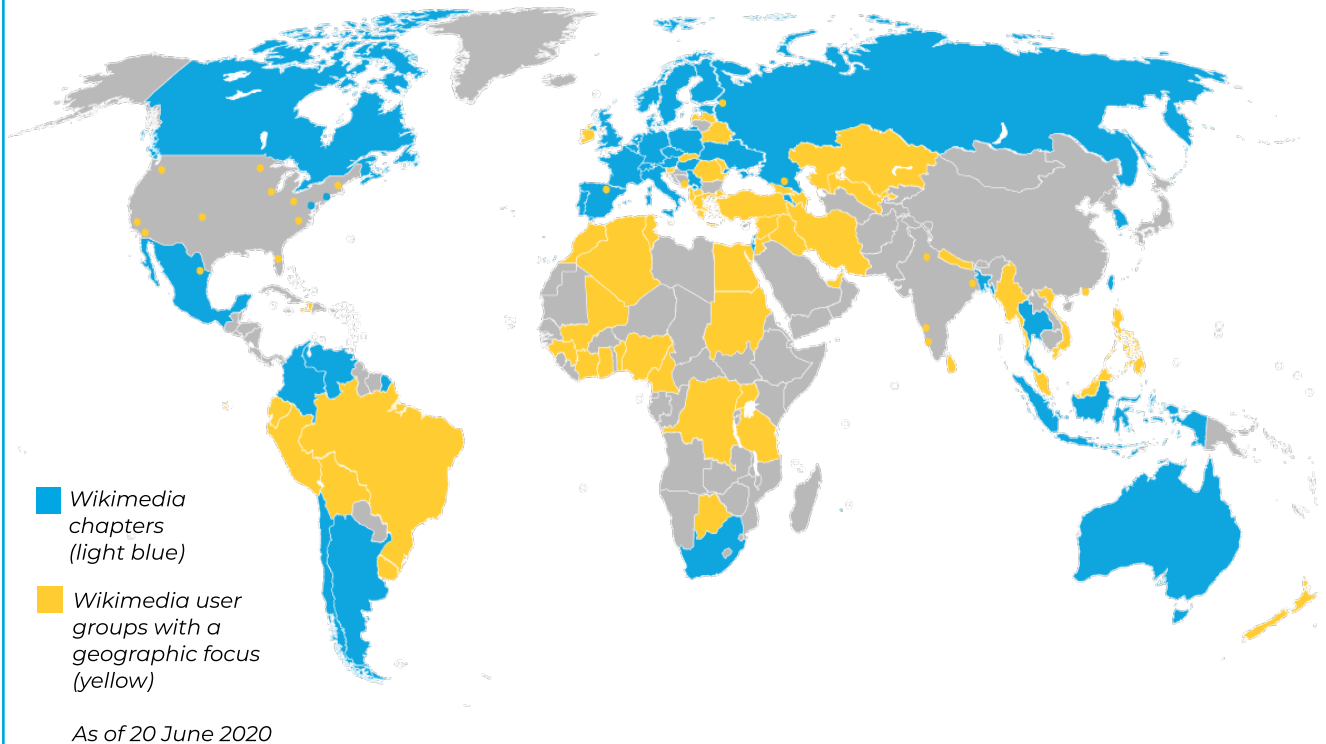 Wikimedia
chapters
(light blue)
Wikimedia user
groups with a
geographic focus
(yellow)
As of 20 June 2020